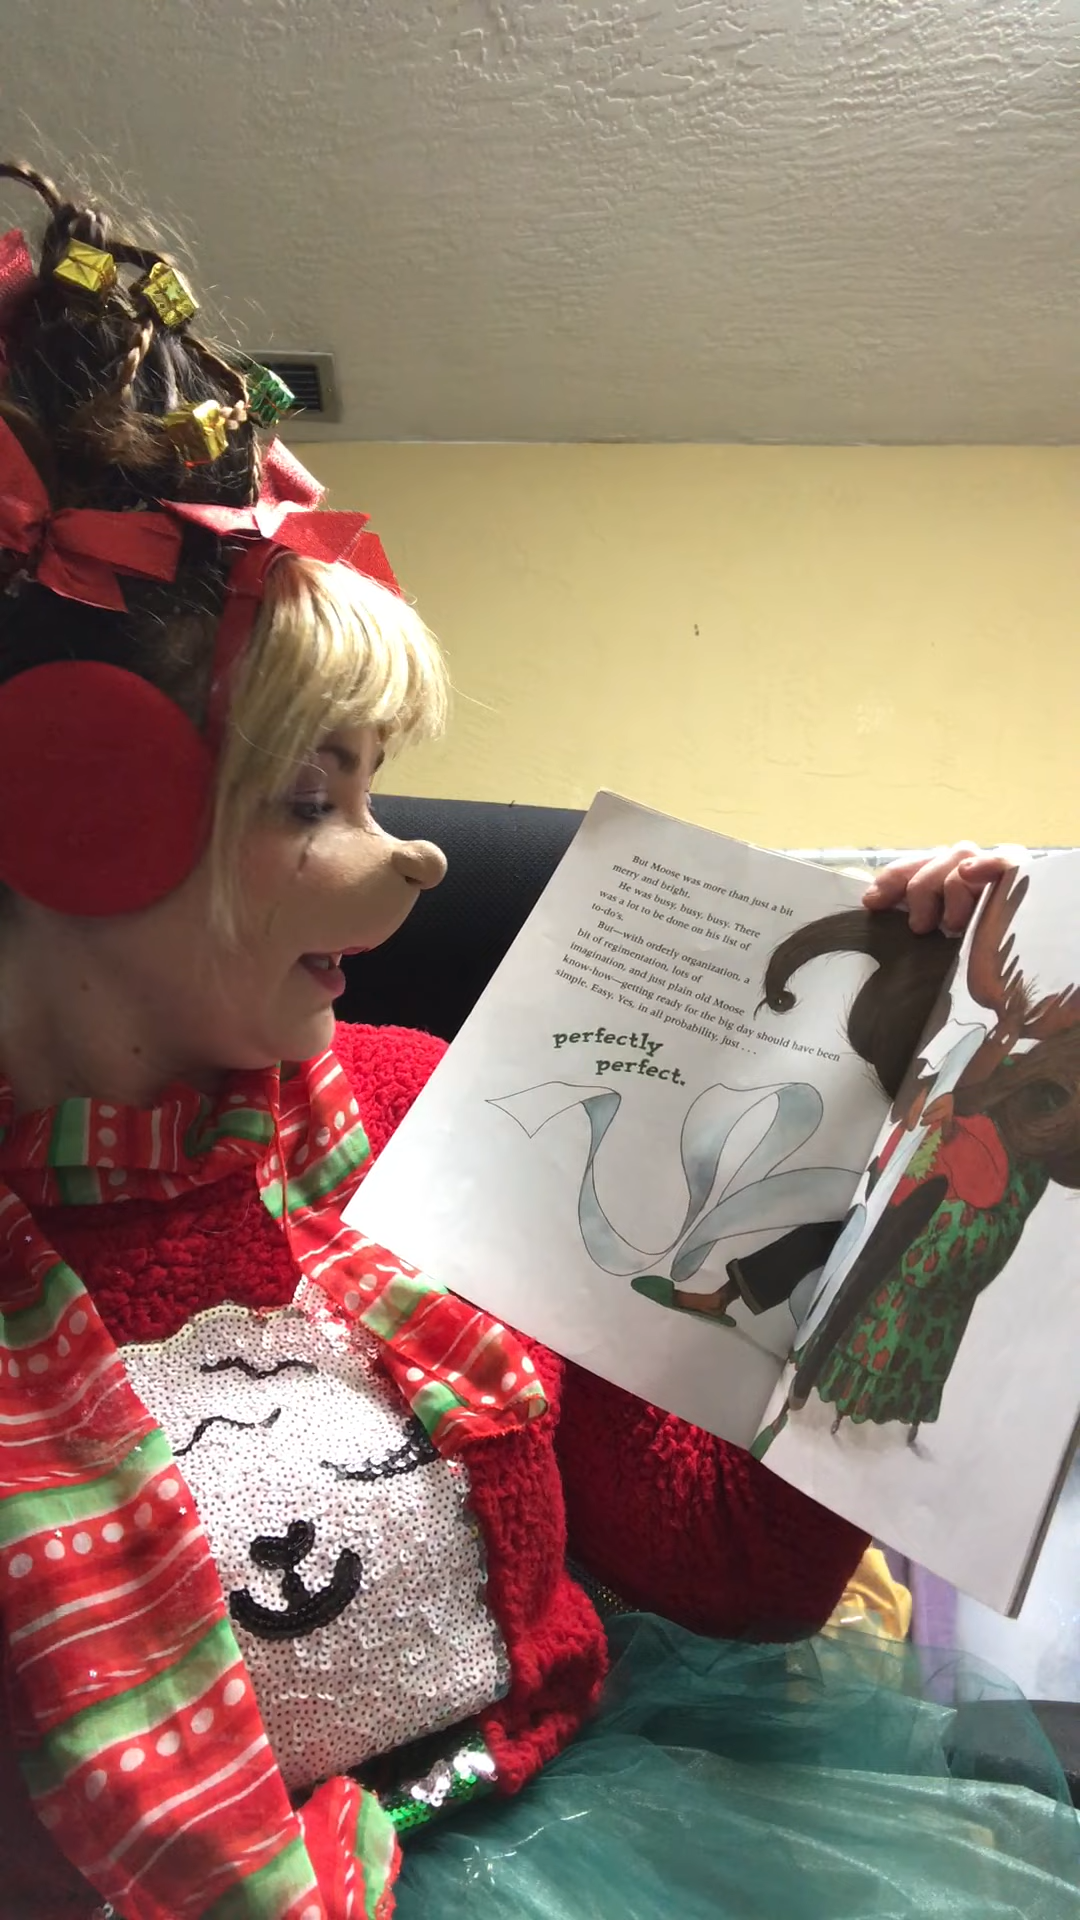 But Moose was more than just a bit
merry and bright.
He was busy, busy, busy. There
was a lot to be done on his list of
to-do's.
But—with orderly organization, a
bit of regimentation, lots of
imagination, and just plain old Moose
know-how—getting ready for the big day should have been
simple. Easy. Yes, in all probability, just . . .
perfectly
perfect.